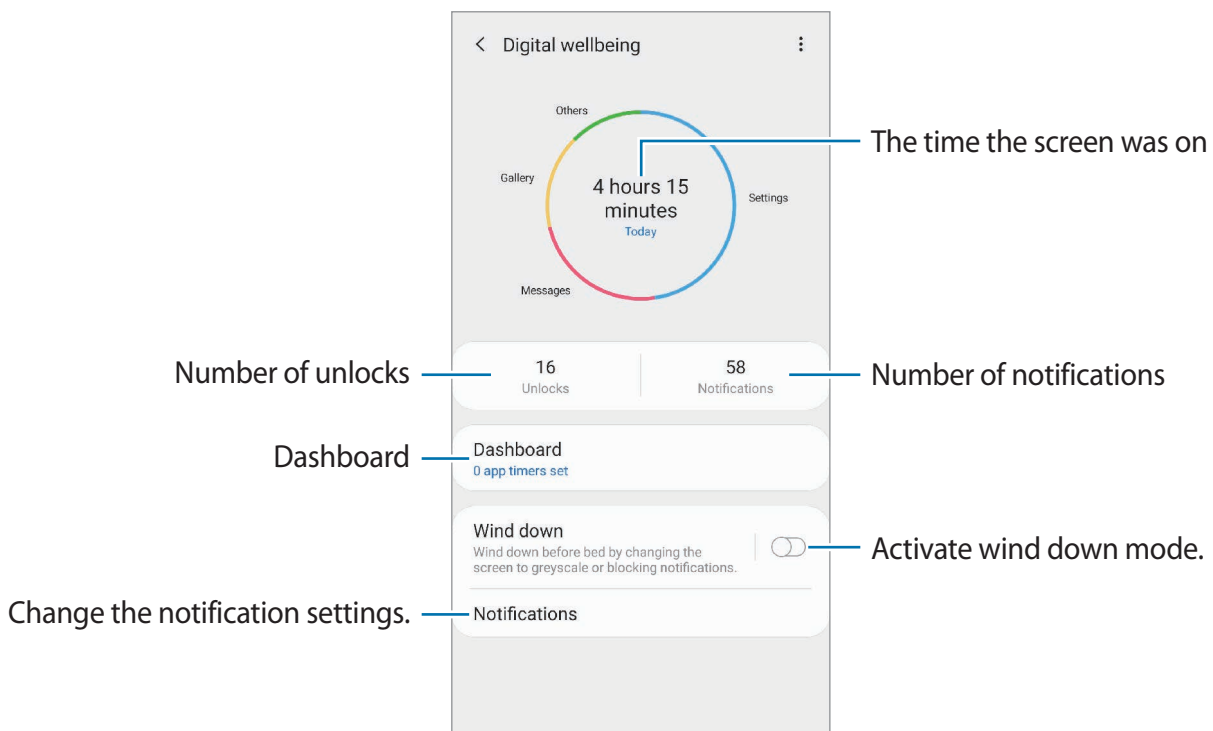 Digital wellbeing
Others
The time the screen was on
Gallery
4 hours 15
minutes
Settings
Today
Messages
Number of unlocks
16
Unlocks
58
Notifications
Number of notifications
Dashboard
Dashboard
0 app timers set
Wind down
Wind down before bed by changing the
screen to greyscale or blocking notifications.
Activate wind down mode.
Change the notification settings.
Notifications